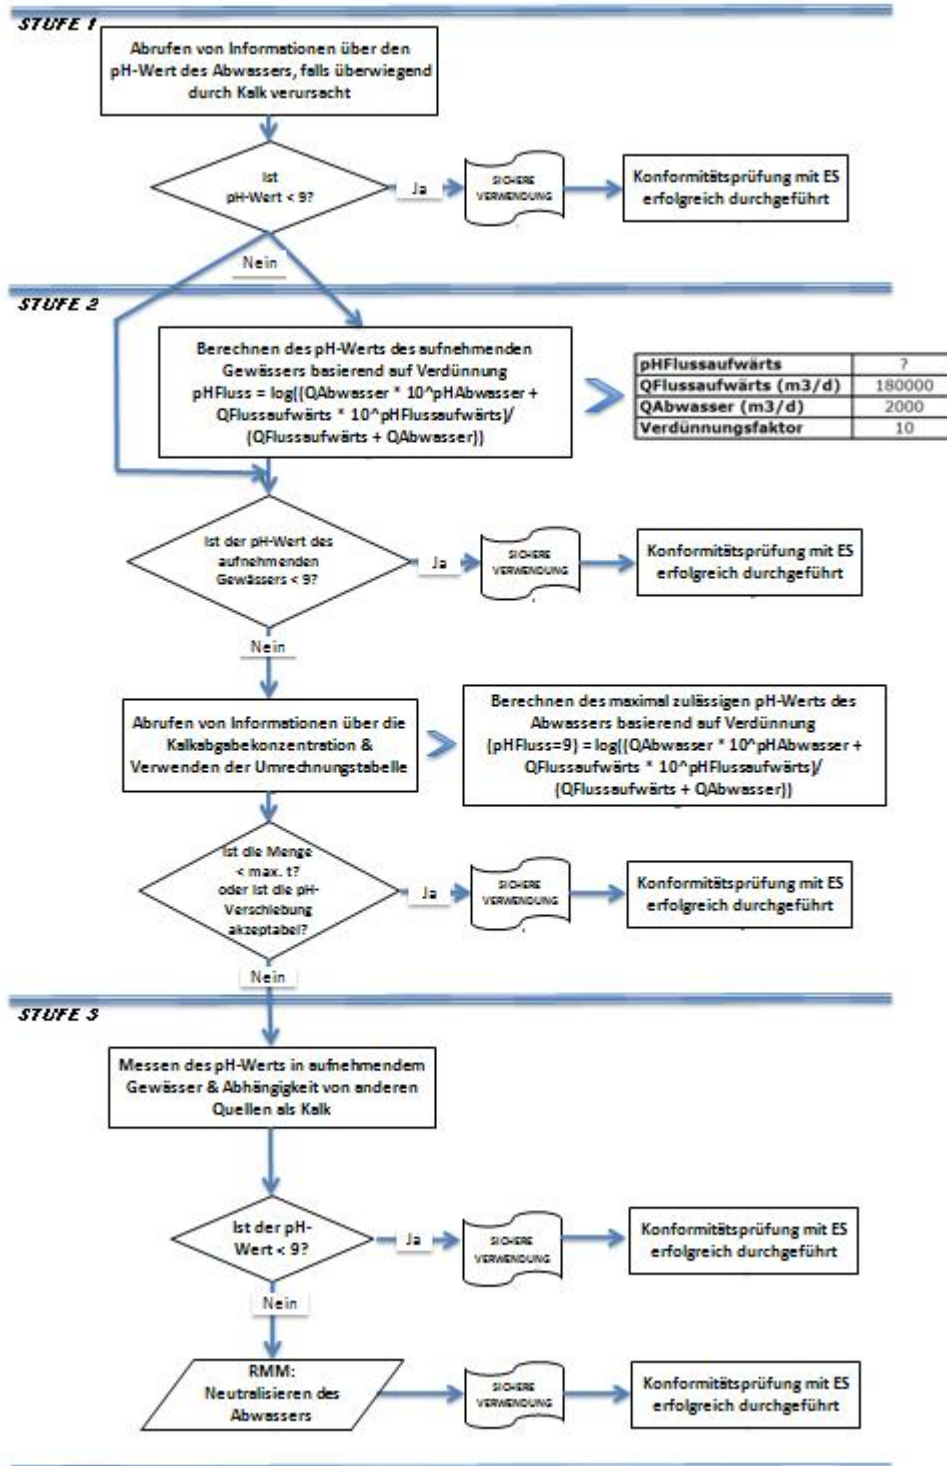 STUFE 1
Abrufen von Informationen über den
pH-Wert des Abwassers, falls überwiegend
durch Kalk verursacht
Ist
pH-Wert < 9?
Ja
SICHERE
VERWENDUNG
Konformitätsprüfung mit ES
erfolgreich durchgeführt
Nein
STUFE 2
Berechnen des pH-Werts des aufnehmenden
Gewässers basierend auf Verdünnung
pHFluss = log((QAbwasser * 10^pHAbwasser +
QFlussaufwärts * 10^pHFlussaufwärts)/
(QFlussaufwärts + QAbwasser))
pHFlussaufwärts ?
QFlussaufwärts (m3/d) 180000
QAbwasser (m3/d) 2000
Verdünnungsfaktor 10
Ist der pH-Wert des
aufnehmenden
Gewässers < 9?
Ja
SICHERE
VERWENDUNG
Konformitätsprüfung mit ES
erfolgreich durchgeführt
Nein
Abrufen von Informationen über die
Kalkabgabekonzentration &
Verwenden der Umrechnungstabelle
Berechnen des maximal zulässigen pH-Werts des
Abwassers basierend auf Verdünnung
(pHFluss=9) = log((QAbwasser * 10^pHAbwasser +
QFlussaufwärts * 10^pHFlussaufwärts)/
(QFlussaufwärts + QAbwasser))
Ist die Menge
< max. t?
oder ist die pH-
Verschiebung
akzeptabel?
Ja
SICHERE
VERWENDUNG
Konformitätsprüfung mit ES
erfolgreich durchgeführt
Nein
STUFE 3
Messen des pH-Werts in aufnehmendem
Gewässer & Abhängigkeit von anderen
Quellen als Kalk
Ist der pH-
Wert < 9?
Ja
SICHERE
VERWENDUNG
Konformitätsprüfung mit ES
erfolgreich durchgeführt
Nein
RMM:
Neutralisieren des
Abwassers
SICHERE
VERWENDUNG
Konformitätsprüfung mit ES
erfolgreich durchgeführt